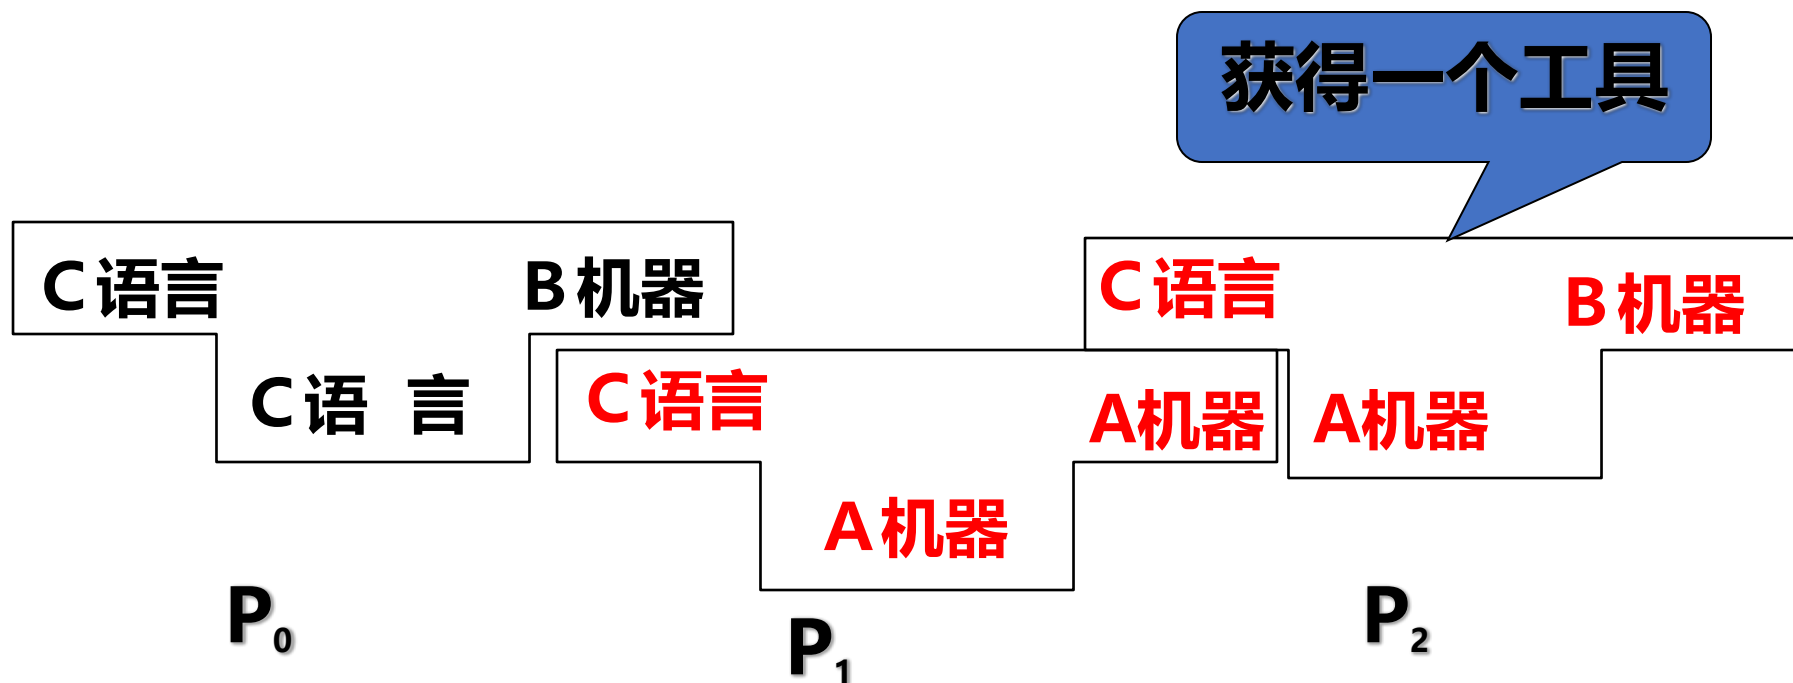 获得一个工具
C语言 B机器
C语 言
P0
C语言 A机器
A机器
P1
C语言 B机器
A机器
P2